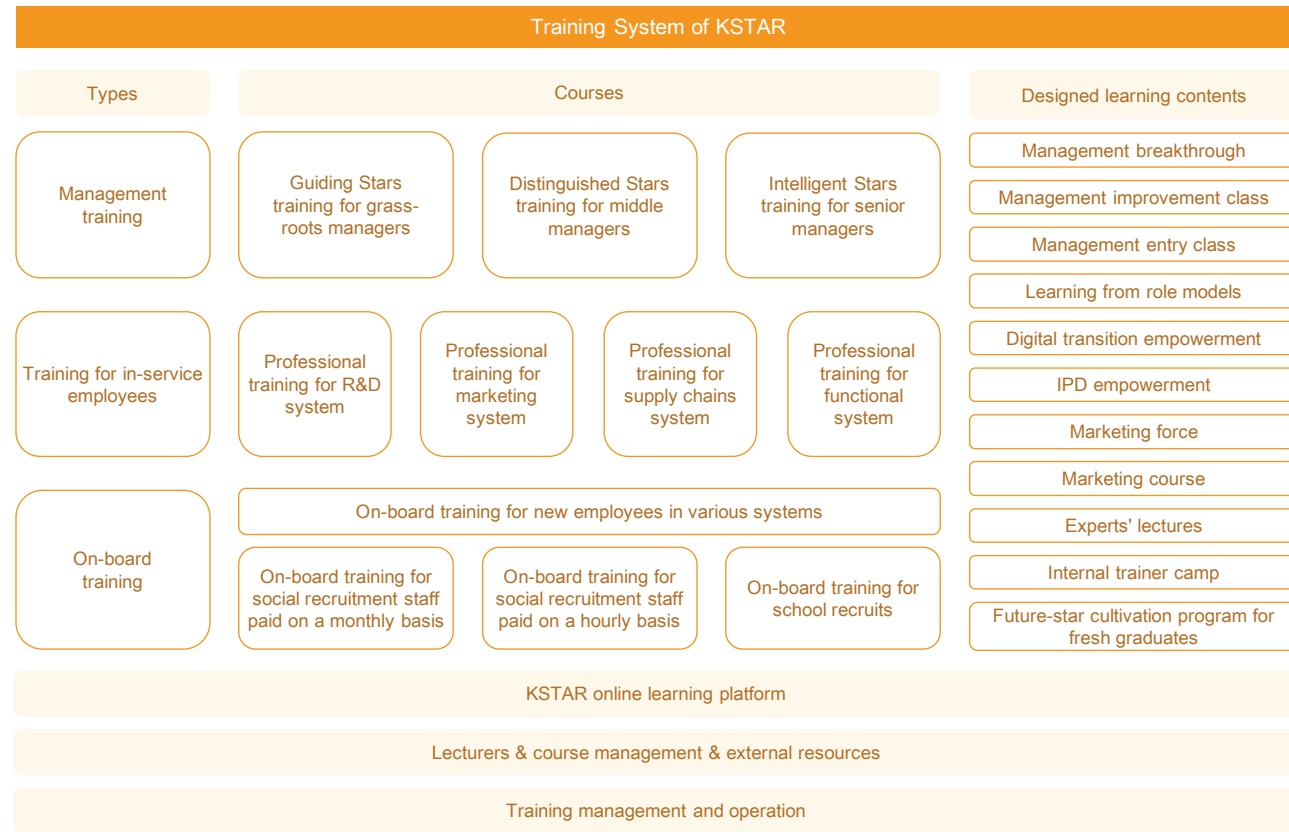 Training System of KSTAR
Types
Courses
Designed learning contents
Management
training
Guiding Stars
training for grass-
roots managers
Distinguished Stars
training for middle
managers
Intelligent Stars
training for senior
managers
Training for in-service
employees
Professional
training for R&D
system
Professional
training for
marketing
system
Professional
training for
supply chains
system
Professional
training for
functional
system
On-board
training
On-board training for new employees in various systems
On-board training for
social recruitment staff
paid on a monthly basis
On-board training for
social recruitment staff
paid on a hourly basis
On-board training for
school recruits
Management breakthrough
Management improvement class
Management entry class
Learning from role models
Digital transition empowerment
IPD empowerment
Marketing force
Marketing course
Experts' lectures
Internal trainer camp
Future-star cultivation program for
fresh graduates
KSTAR online learning platform
Lecturers & course management & external resources
Training management and operation